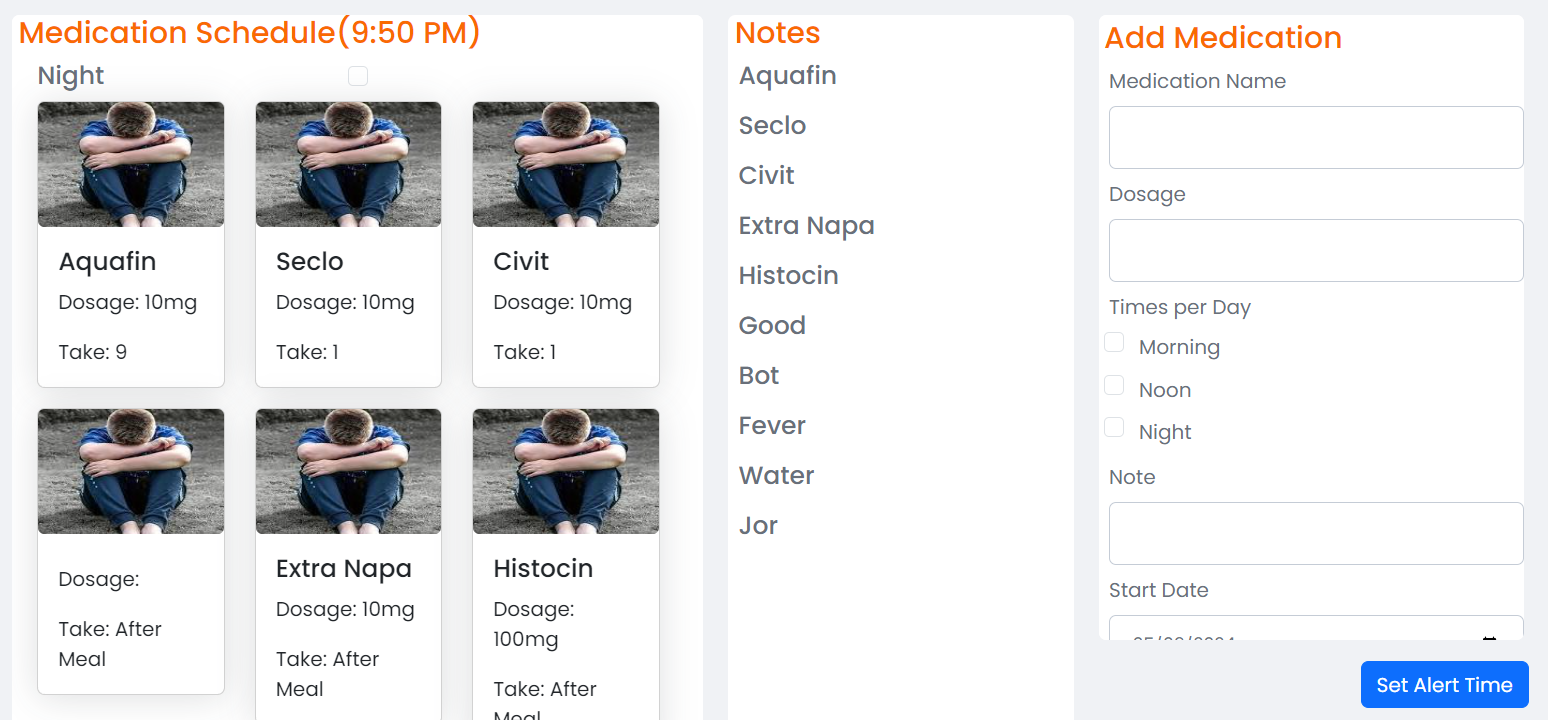 Medication Schedule(9:50 PM)
Night
Aquafin
Dosage: 10mg
Take: 9
Seclo
Dosage: 10mg
Take: 1
Civit
Dosage: 10mg
Take: 1
Dosage:
Take: After
Meal
Extra Napa
Dosage: 10mg
Take: After
Meal
Histocin
Dosage:
100mg
Take: After
Meal
Notes
Aquafin
Seclo
Civit
Extra Napa
Histocin
Good
Bot
Fever
Water
Jor
Add Medication
Medication Name
Dosage
Times per Day
Morning
Noon
Night
Note
Start Date
Set Alert Time